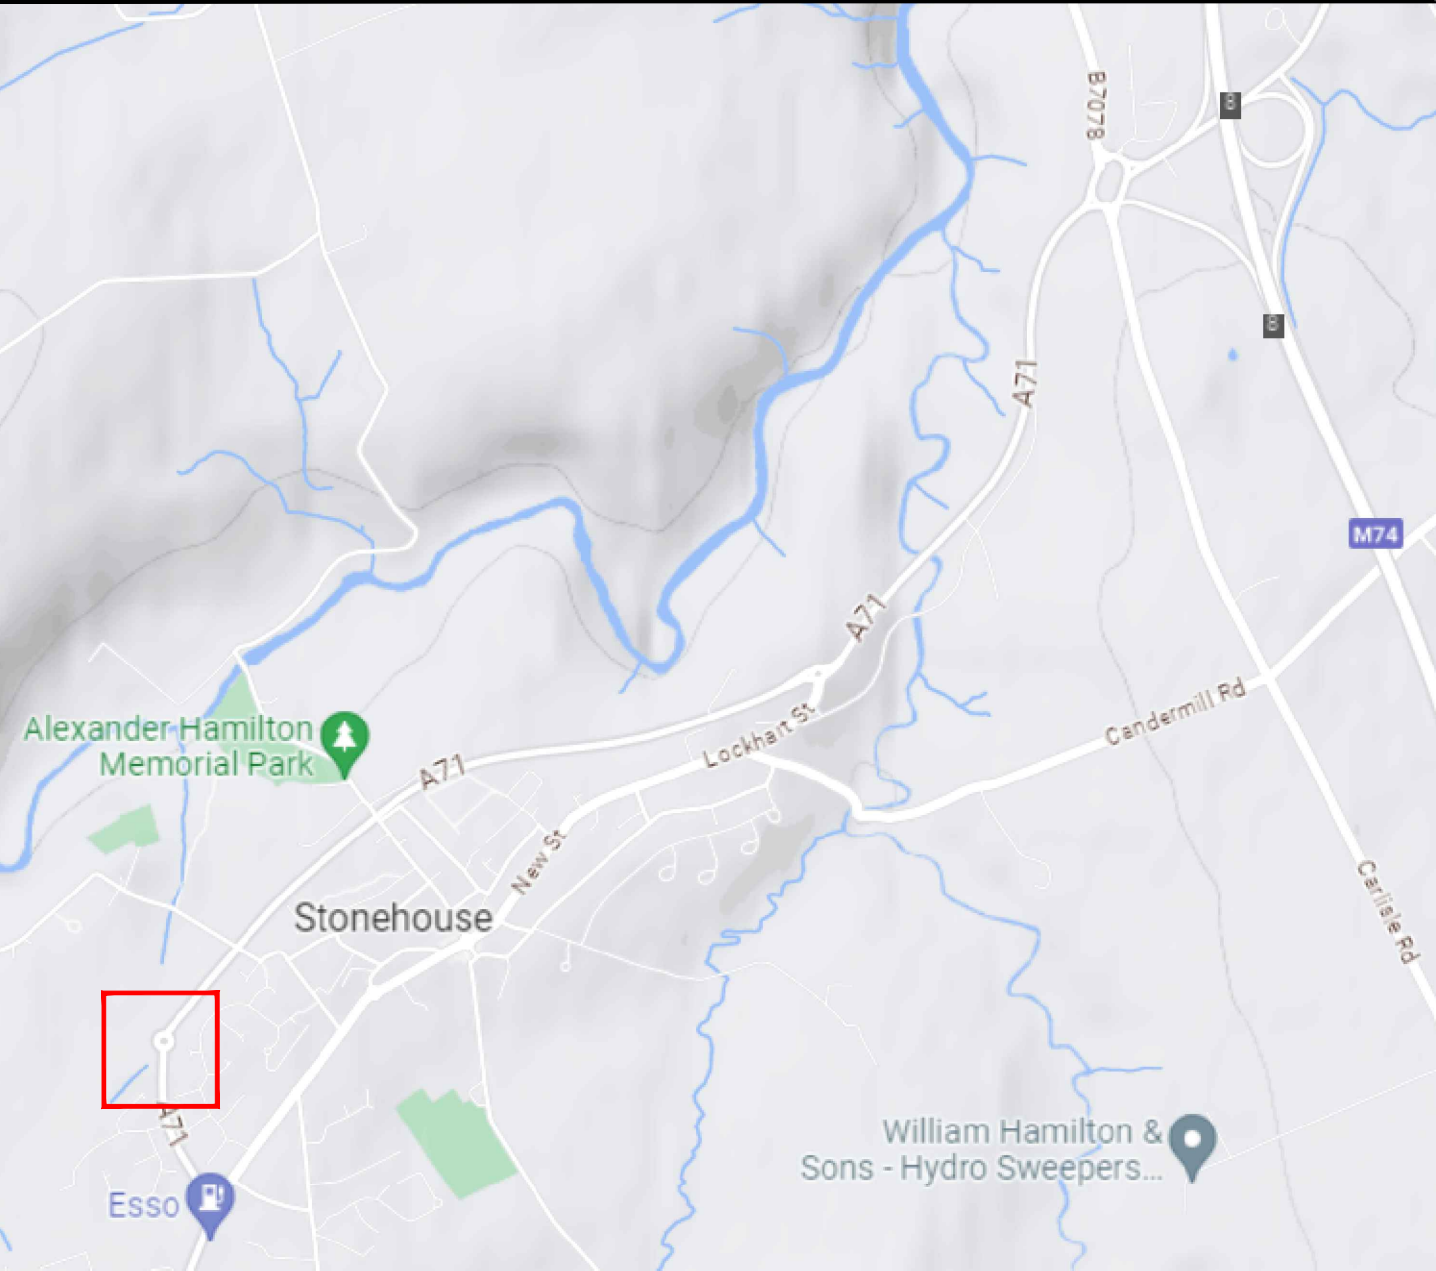 B7078
8
8
A71
M74
A71
Candermill Rd
Lockhart St
Alexander Hamilton
Memorial Park
A71
New St
Carlisle Rd
Stonehouse
A71
William Hamilton &
Sons - Hydro Sweepers...
Esso